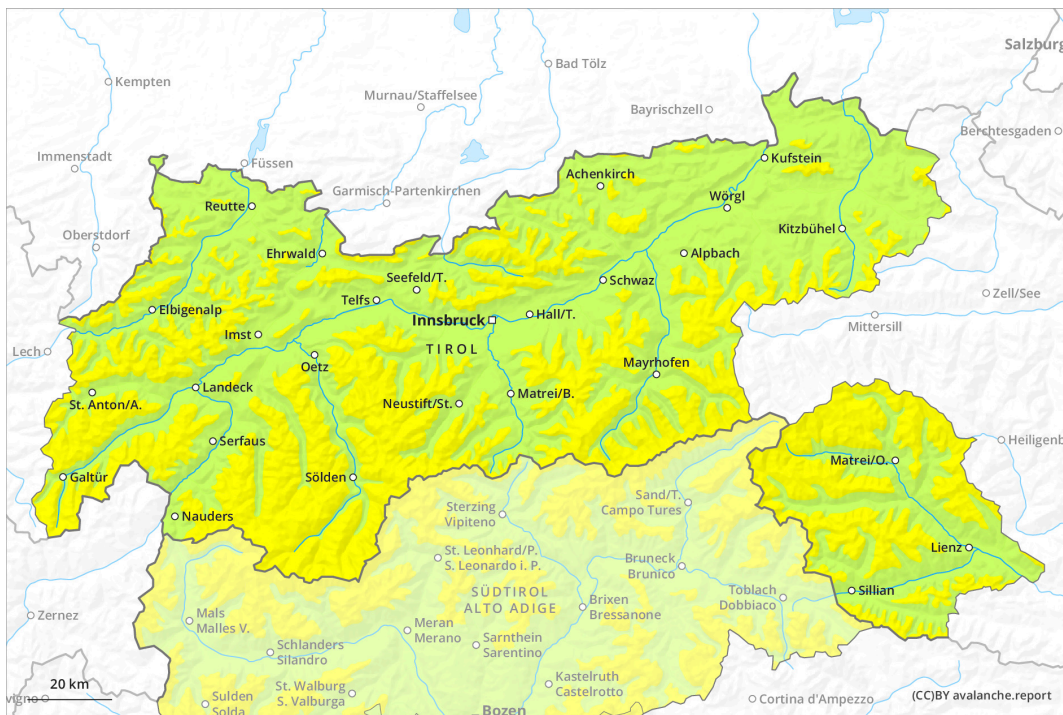 Salzburg
Kempten
Bad Tölz
Murnau/Staffelsee
Bayrischzell
Berchtesgaden
Immenstadt
Füssen
Kufstein
Achenkirch
Garmisch-Partenkirchen
Reutte
Wörgl
Oberstdorf
Kitzbühel
Ehrwald
Alpbach
Seefeld/T.
Schwaz
Zell/See
Telfs
Elbigenalp
Innsbruck
Hall/T.
Mittersill
Imst
Lech
TIROL
Oetz
Mayrhofen
Landeck
St. Anton/A.
Neustift/St.
Matrei/B.
Serfaus
Heiligenb
Matrei/O.
Galtür
Sölden
Sand/T.
Campo Tures
Sterzing
Vipiteno
Nauders
Lienz
St. Leonhard/P.
S. Leonardo i. P.
Bruneck
Brunico
Sillian
SÜDTIROL
ALTO ADIGE
Toblach
Dobbiaco
Zernez
Mals
Malles V.
Brixen
Bressanone
Meran
Merano
Schlanders
Silandro
Sarnthein
Sarentino
20 km
St. Walburg
S. Valburga
Kastelruth
Castelrotto
vigno
Sulden
Solda
Cortina d'Ampezzo
(CC)BY avalanche.report
Bozen